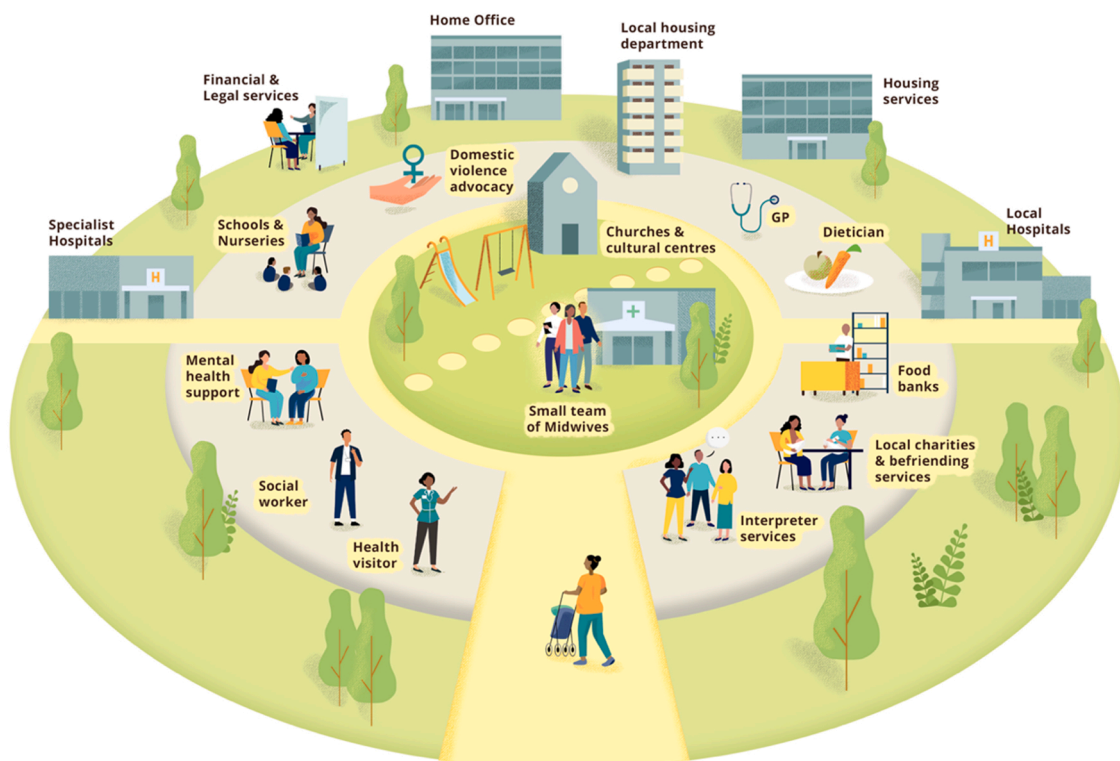 Home Office
Local housing
department
Financial &
Legal services
Housing
services
Domestic
violence
advocacy
Specialist
Hospitals
Schools &
Nurseries
Churches &
cultural centres
GP
Dietician
Local
Hospitals
H
H
Mental
health
support
Small team
of Midwives
Food
banks
Social
worker
Local charities
& befriending
services
Health
visitor
Interpreter
services